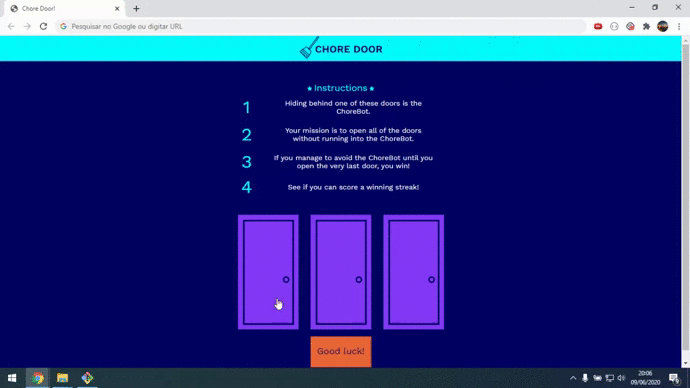 Chore Door!
Pesquisar no Google ou digitar URL
CHORE DOOR
Instructions
1
Hiding behind one of these doors is the
ChoreBot.
2
Your mission is to open all of the doors
without running into the ChoreBot.
3
If you manage to avoid the ChoreBot until you
open the very last door, you win!
4
See if you can score a winning streak!
Good luck!
20:06
09/06/2020